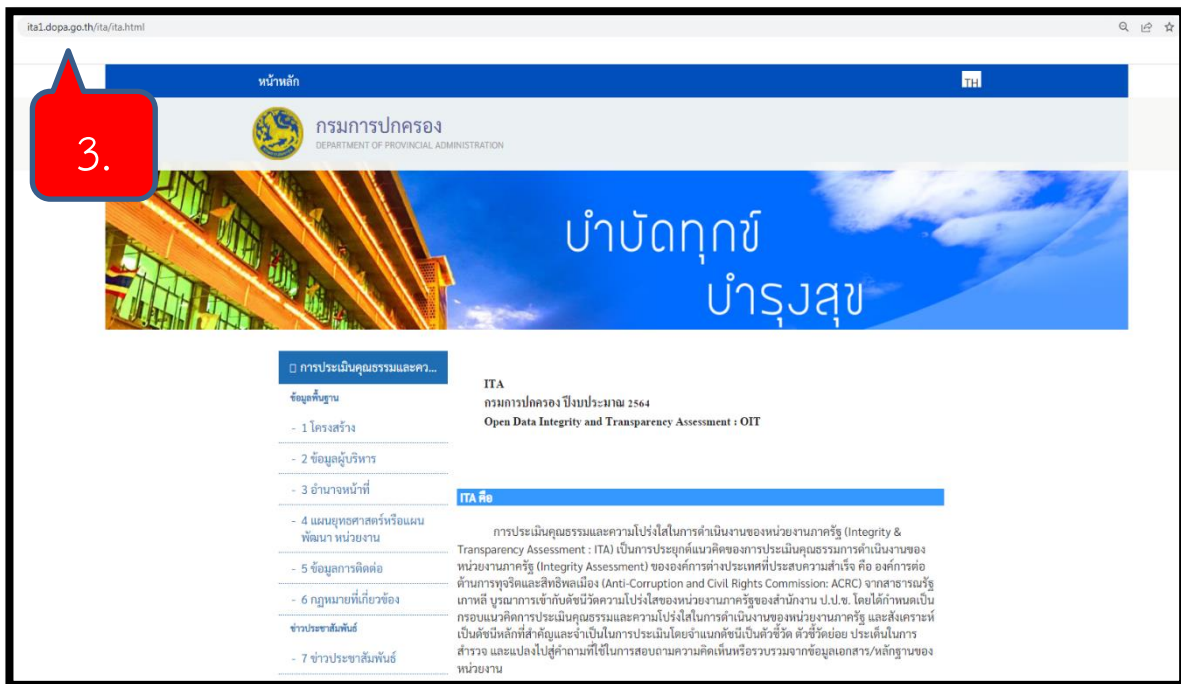 ita1.dopa.go.th/ita/ita.html
หน้าหลัก
TH
3.
กรมการปกครอง
DEPARTMENT OF PROVINCIAL ADMINISTRATION
บำบัดทุกข์
บำรุงสุข
การประเมินคุณธรรมและคว...
ข้อมูลพื้นฐาน
- 1 โครงสร้าง
- 2 ข้อมูลผู้บริหาร
- 3 อำนาจหน้าที่
- 4 แผนยุทธศาสตร์หรือแผน
พัฒนา หน่วยงาน
- 5 ข้อมูลการติดต่อ
- 6 กฎหมายที่เกี่ยวข้อง
ข่าวประชาสัมพันธ์
- 7 ข่าวประชาสัมพันธ์
ITA
กรมการปกครอง ปีงบประมาณ 2564
Open Data Integrity and Transparency Assessment : OIT
ITA คือ
การประเมินคุณธรรมและความโปร่งใสในการดำเนินงานของหน่วยงานภาครัฐ (Integrity &
Transparency Assessment : ITA) เป็นการประยุกต์แนวคิดของการประเมินคุณธรรมการดำเนินงานของ
หน่วยงานภาครัฐ (Integrity Assessment) ขององค์การต่างประเทศที่ประสบความสำเร็จ คือ องค์การต่อ
ต้านการทุจริตและสิทธิพลเมือง (Anti-Corruption and Civil Rights Commission: ACRC) จากสาธารณรัฐ
เกาหลี บูรณาการเข้ากับดัชนีวัดความโปร่งใสของหน่วยงานภาครัฐของสำนักงาน ป.ป.ช. โดยได้กำหนดเป็น
กรอบแนวคิดการประเมินคุณธรรมและความโปร่งใสในการดำเนินงานของหน่วยงานภาครัฐ และสังเคราะห์
เป็นดัชนีหลักที่สำคัญและจำเป็นในการประเมินโดยจำแนกดัชนีเป็นตัวชี้วัด ตัวชี้วัดย่อย ประเด็นในการ
สำรวจ และแปลงไปสู่คำถามที่ใช้ในการสอบถามความคิดเห็นหรือรวบรวมจากข้อมูลเอกสาร/หลักฐานของ
หน่วยงาน